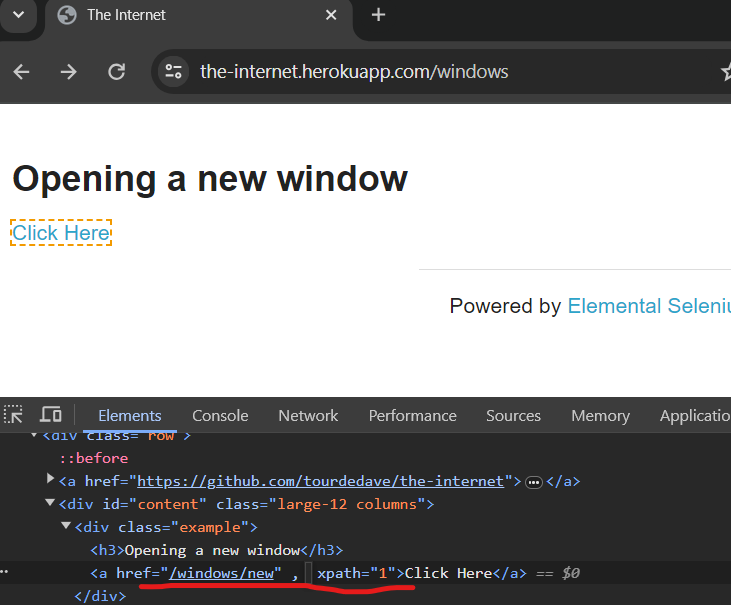 The Internet
the-internet.herokuapp.com/windows
Opening a new window
Click Here
Powered by Elemental Seleniu
Elements Console Network Performance Sources Memory Applicatio
<div class="row">
::before
<a href="https://github.com/tourdedave/the-internet">…</a>
<div id="content" class="large-12 columns">
<div class="example">
<h3>Opening a new window</h3>
<a href="/windows/new" , xpath="1">Click Here</a> == $0
</div>